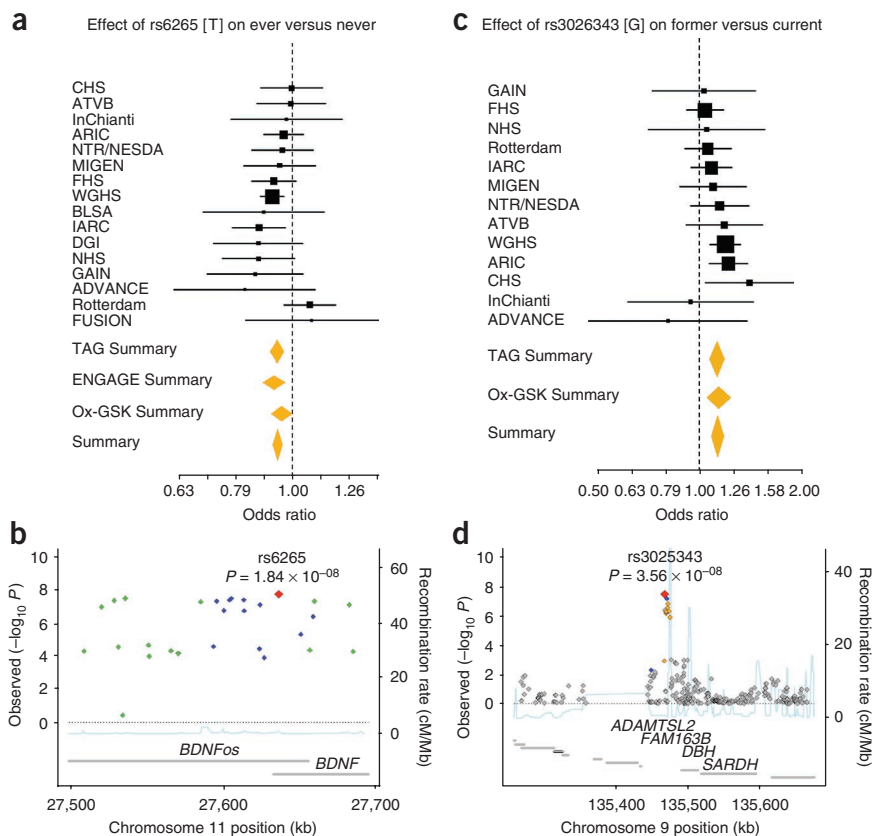 a
Effect of rs6265 [T] on ever versus never
CHS
ATVB
InChianti
ARIC
NTR/NESDA
MIGEN
FHS
WGHS
BLSA
IARC
DGI
NHS
GAIN
ADVANCE
Rotterdam
FUSION
TAG Summary
ENGAGE Summary
Ox-GSK Summary
Summary
0.63 0.79 1.00 1.26
Odds ratio
c
Effect of rs3026343 [G] on former versus current
GAIN
FHS
NHS
Rotterdam
IARC
MIGEN
NTR/NESDA
ATVB
WGHS
ARIC
CHS
InChianti
ADVANCE
TAG Summary
Ox-GSK Summary
Summary
0.50 0.63 0.79 1.00 1.26 1.58 2.00
Odds ratio
b
rs6265
P = 1.84 × 10⁻⁰⁸
Observed (−log₁₀ P)
10
8
6
4
2
0
Recombination rate (cM/Mb)
60
40
20
0
BDNFos
BDNF
27,500 27,600 27,700
Chromosome 11 position (kb)
d
rs3025343
P = 3.56 × 10⁻⁰⁸
Observed (−log₁₀ P)
10
8
6
4
2
0
Recombination rate (cM/Mb)
40
20
0
ADAMTSL2
FAM163B
DBH
SARDH
135,400 135,500 135,600
Chromosome 9 position (kb)